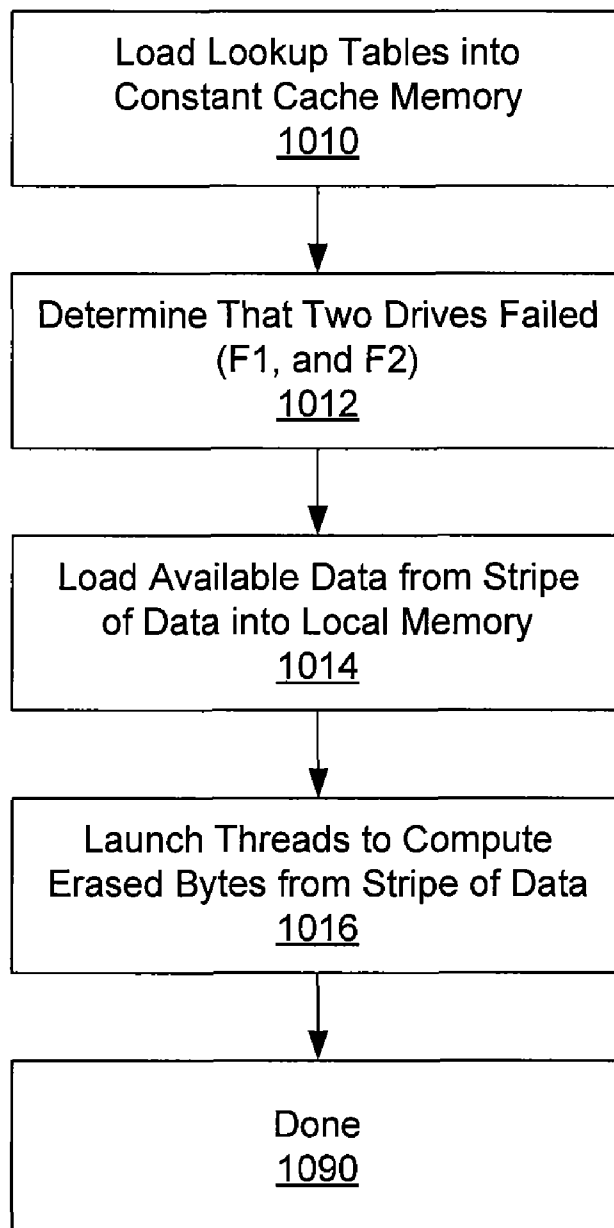 Load Lookup Tables into
Constant Cache Memory
1010
Determine That Two Drives Failed
(F1, and F2)
1012
Load Available Data from Stripe
of Data into Local Memory
1014
Launch Threads to Compute
Erased Bytes from Stripe of Data
1016
Done
1090